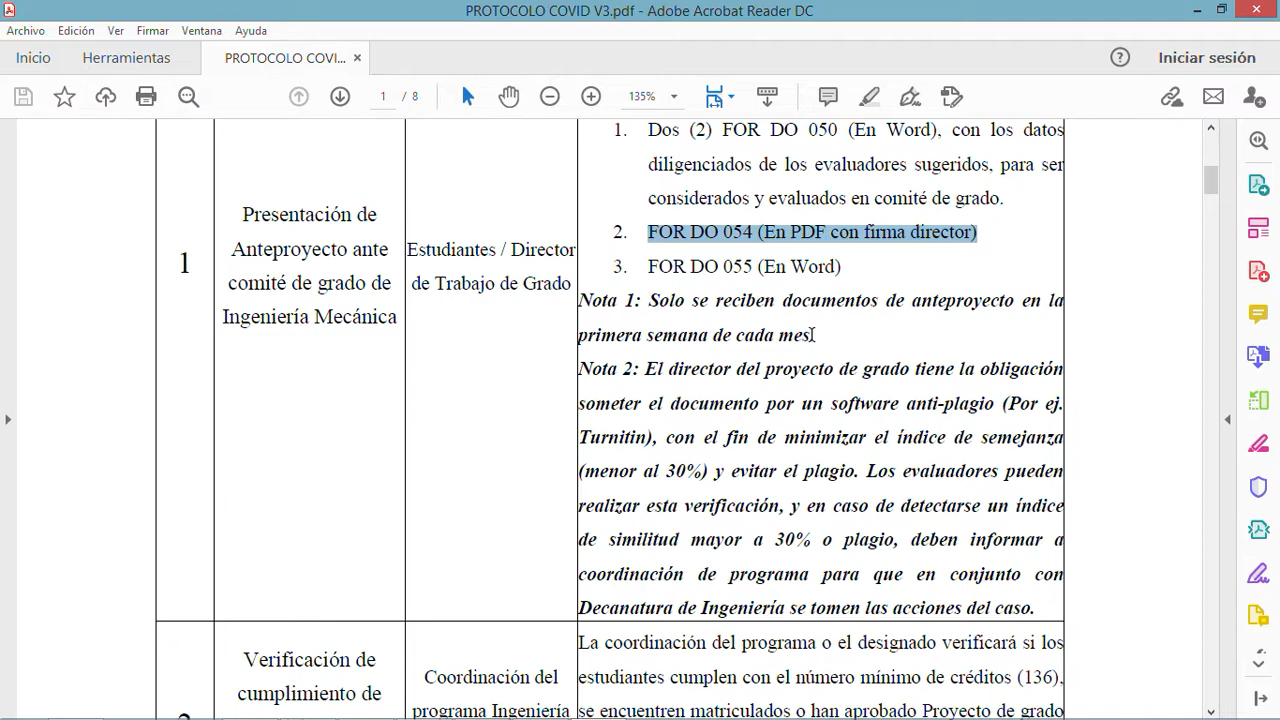 PROTOCOLO COVID V3.pdf - Adobe Acrobat Reader DC
Archivo Edición Ver Firmar Ventana Ayuda
Inicio Herramientas PROTOCOLO COVI... × Iniciar sesión
1 / 8 135%
1. Dos (2) FOR DO 050 (En Word), con los datos
diligenciados de los evaluadores sugeridos, para ser
considerados y evaluados en comité de grado.
2. FOR DO 054 (En PDF con firma director)
3. FOR DO 055 (En Word)
1
Presentación de
Anteproyecto ante
comité de grado de
Ingeniería Mecánica
Estudiantes / Director
de Trabajo de Grado
Nota 1: Solo se reciben documentos de anteproyecto en la
primera semana de cada mes.
Nota 2: El director del proyecto de grado tiene la obligación
someter el documento por un software anti-plagio (Por ej.
Turnitin), con el fin de minimizar el índice de semejanza
(menor al 30%) y evitar el plagio. Los evaluadores pueden
realizar esta verificación, y en caso de detectarse un índice
de similitud mayor a 30% o plagio, deben informar a
coordinación de programa para que en conjunto con
Decanatura de Ingeniería se tomen las acciones del caso.
Verificación de
cumplimiento de
Coordinación del
programa Ingeniería
La coordinación del programa o el designado verificará si los
estudiantes cumplen con el número mínimo de créditos (136),
se encuentren matriculados o han aprobado Proyecto de grado